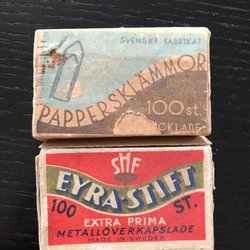 SVENSKT FABRIKAT
PAPPERSKLÄMMOR
100 st.
SHF
EYRA-STIFT
100 ST.
EXTRA PRIMA
METALLÖVERKAPSLADE
MADE IN SWEDEN